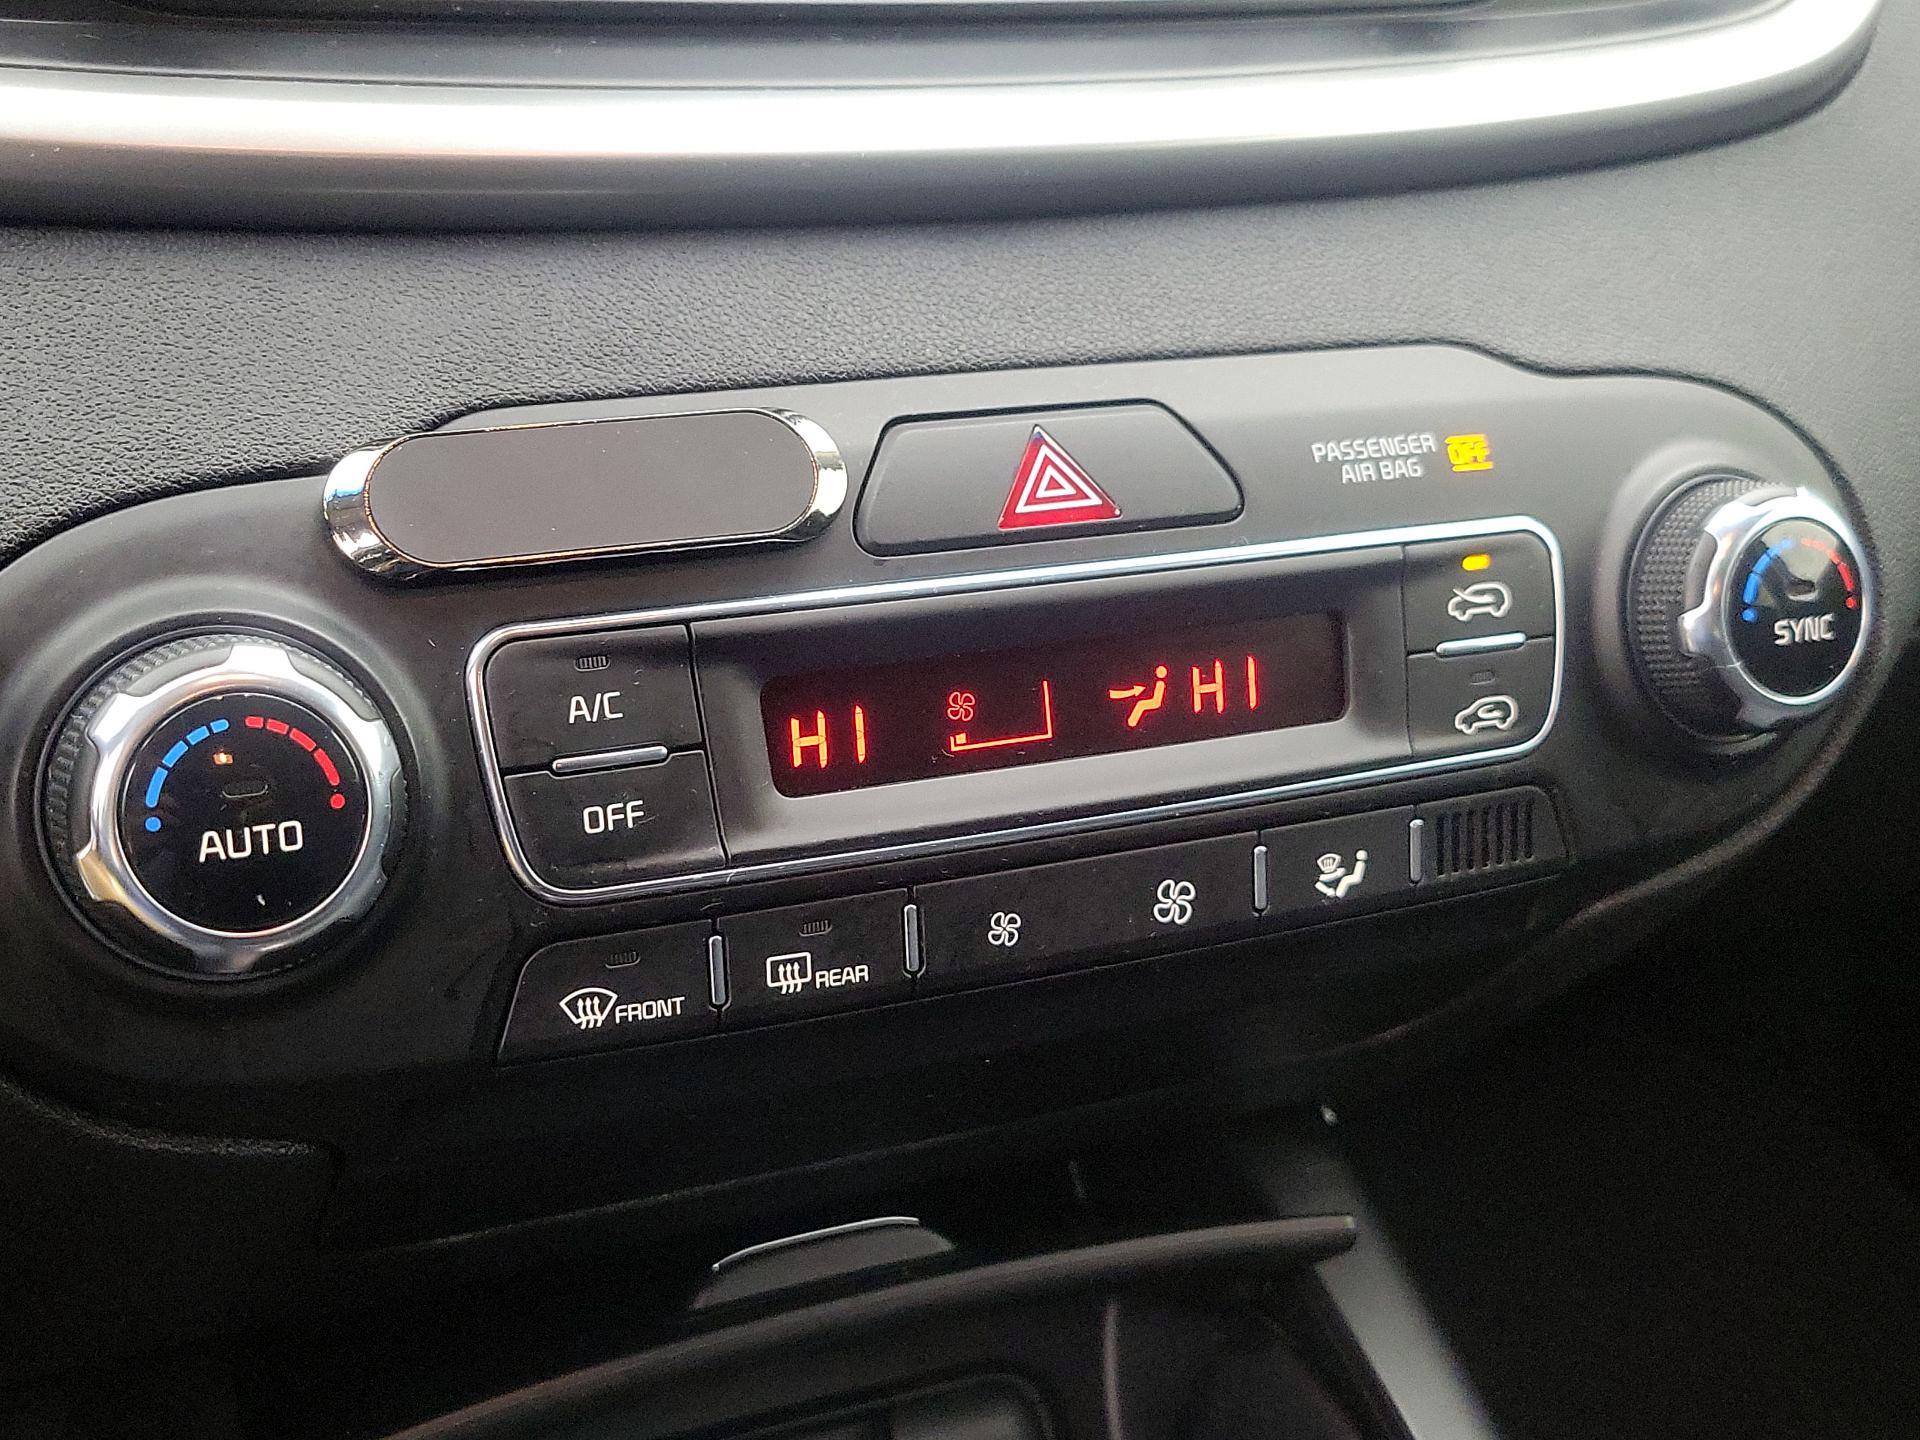 PASSENGER
AIR BAG OFF
A/C
HI HI
SYNC
AUTO
OFF
FRONT
REAR